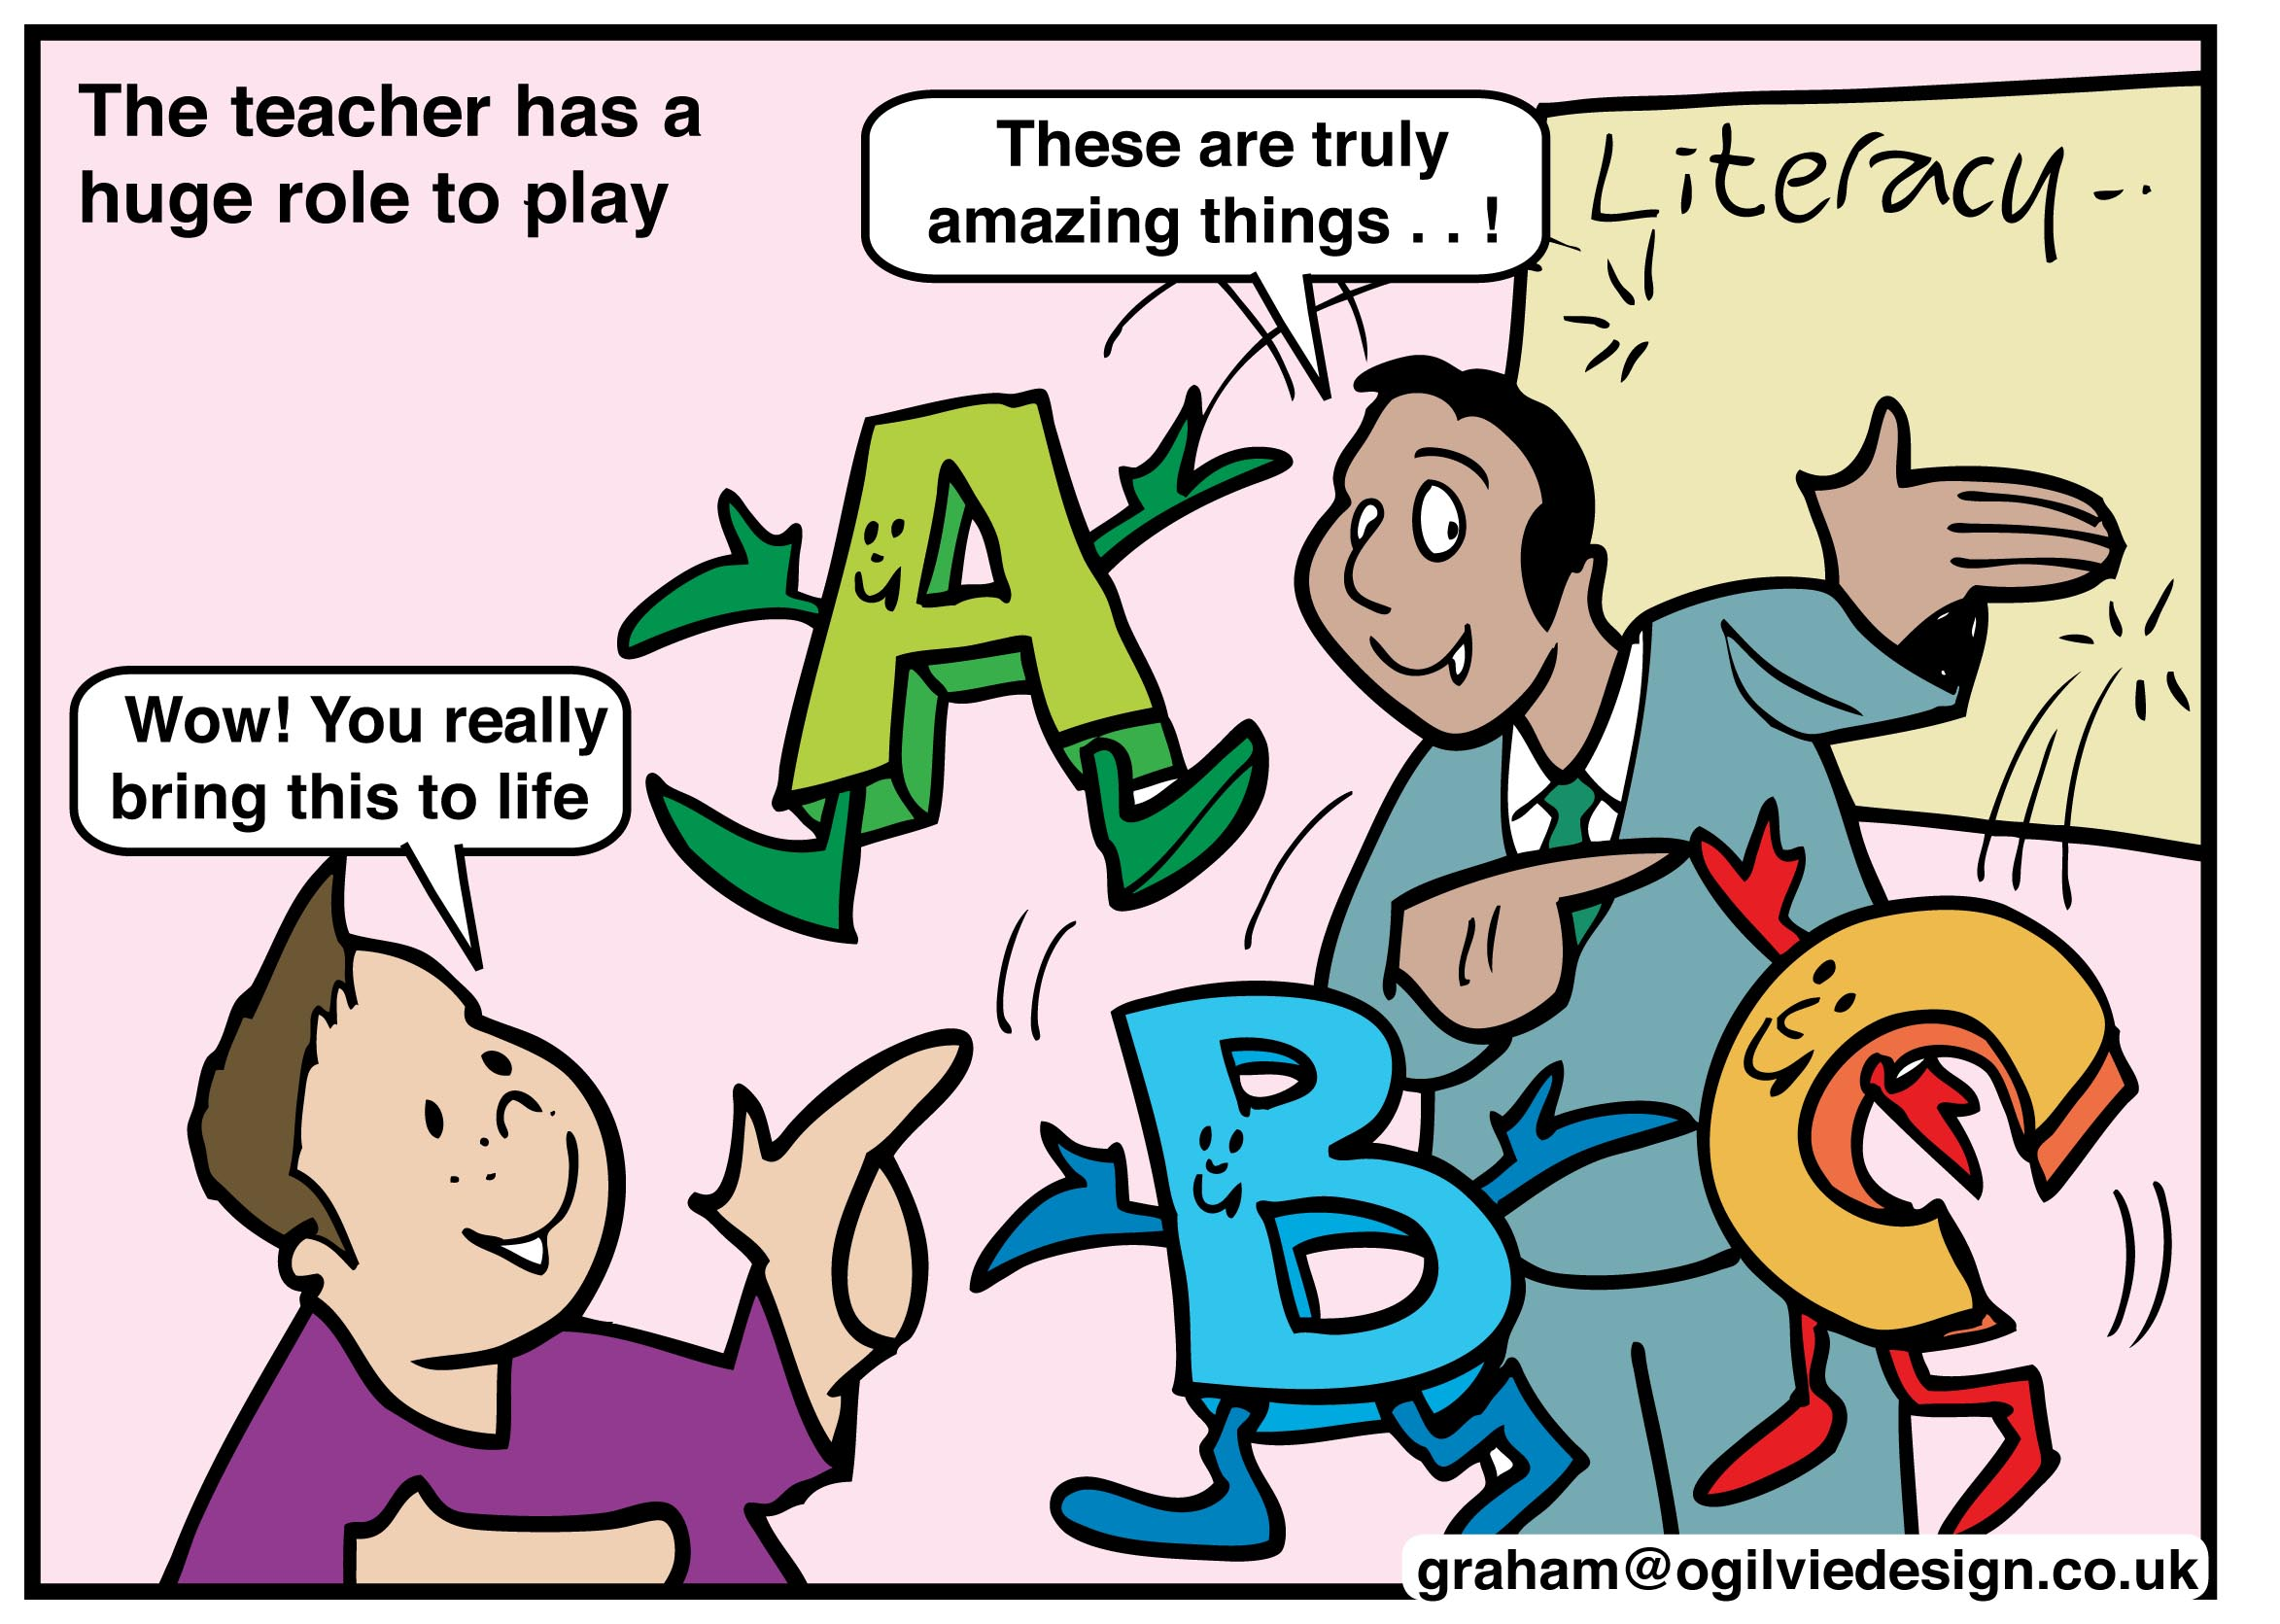 The teacher has a
huge role to play
These are truly
amazing things . . !
Literacy - .
Wow! You really
bring this to life
A
B
C
graham@ogilviedesign.co.uk